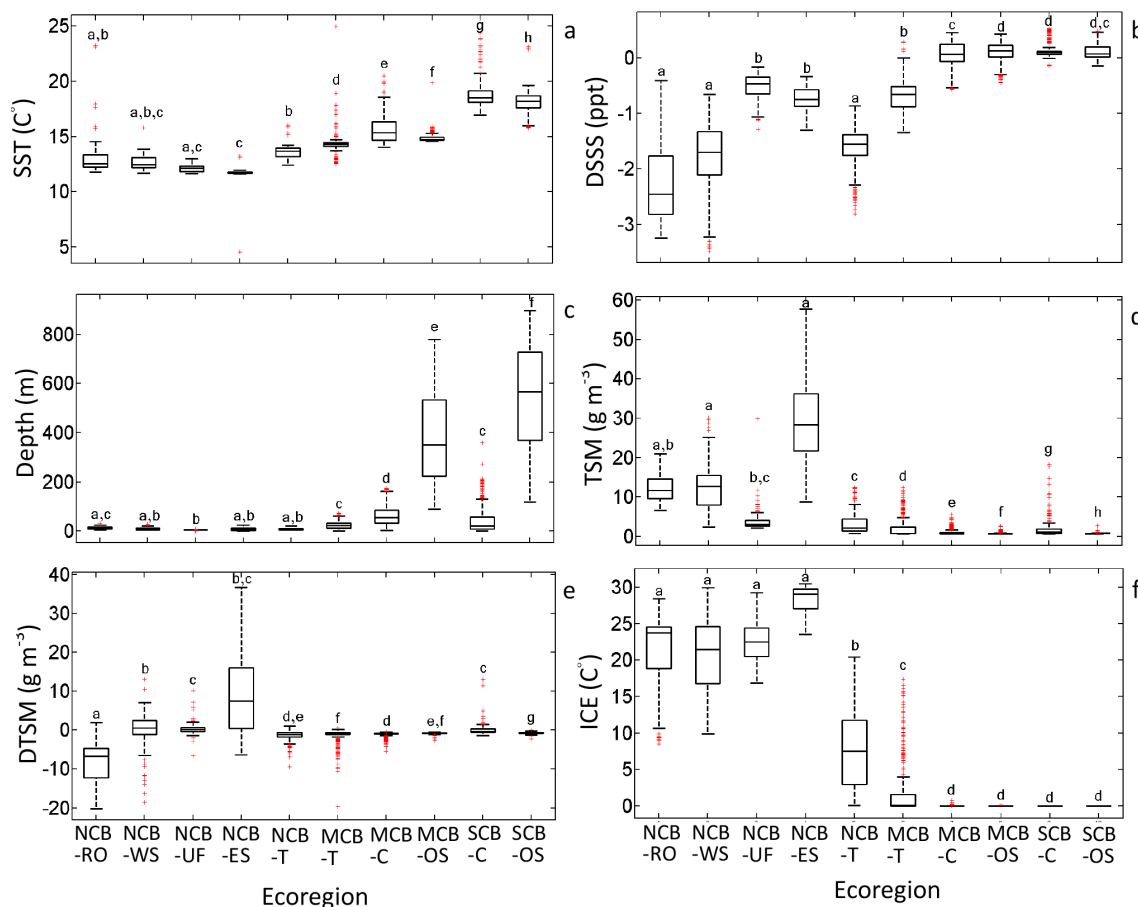 a
SST (C°)
25
20
15
10
5
a,b a,b,c a,c c b d e f g h
b
DSSS (ppt)
0
-1
-2
-3
a a b b a b c d d d,c
c
Depth (m)
800
600
400
200
0
a,c a,b b a,b a,b c d e c f
d
TSM (g m⁻³)
60
50
40
30
20
10
0
a,b a b,c a c d e f g h
e
DTSM (g m⁻³)
40
30
20
10
0
-10
-20
a b c b,c d,e f d e,f c g
NCB NCB NCB NCB NCB MCB MCB MCB SCB SCB
-RO -WS -UF -ES -T -T -C -OS -C -OS
Ecoregion
f
ICE (C°)
30
25
20
15
10
5
0
a a a a b c d d d d
NCB NCB NCB NCB NCB MCB MCB MCB SCB SCB
-RO -WS -UF -ES -T -T -C -OS -C -OS
Ecoregion